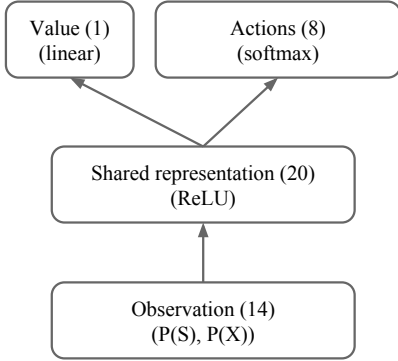 Value (1)
(linear)
Actions (8)
(softmax)
Shared representation (20)
(ReLU)
Observation (14)
(P(S), P(X))